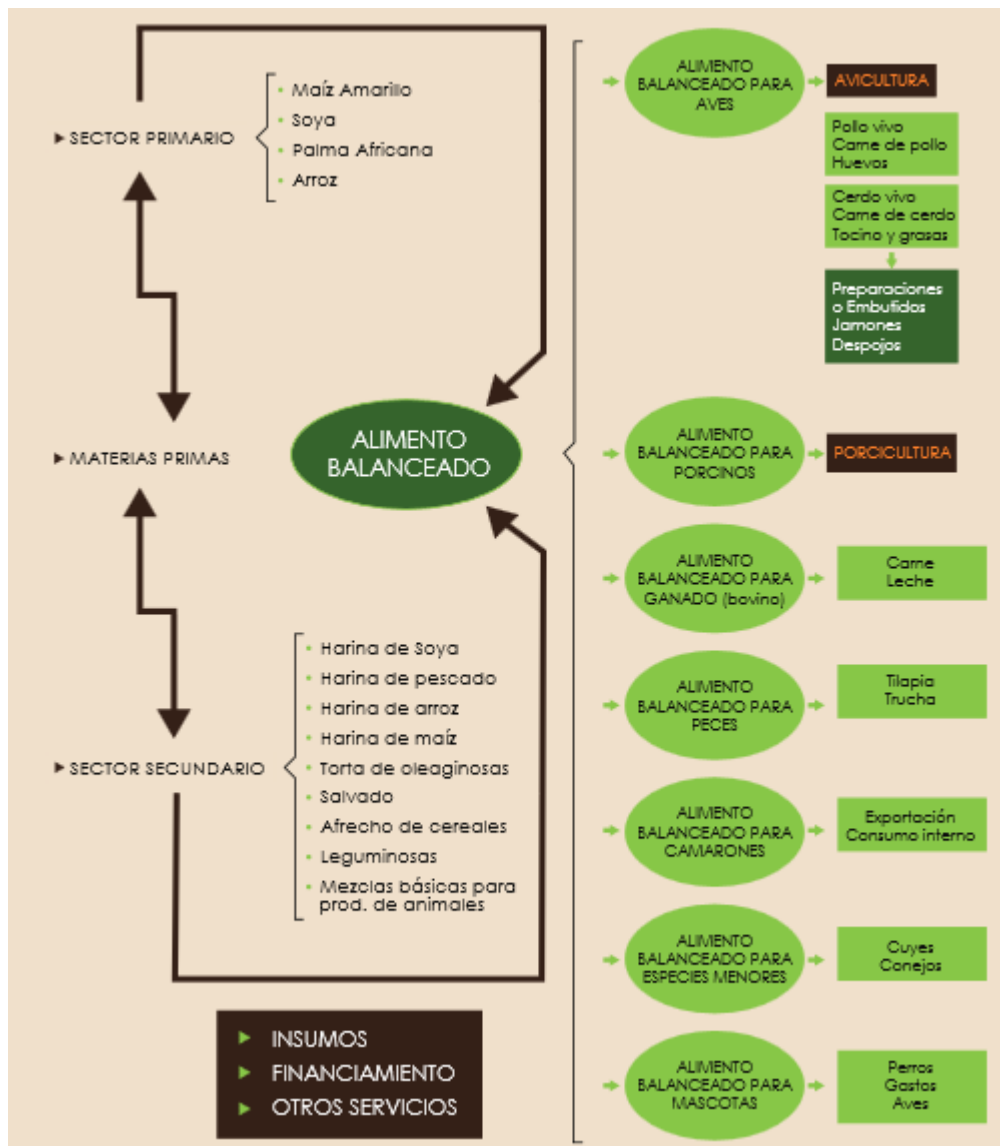 SECTOR PRIMARIO
Maíz Amarillo
Soya
Palma Africana
Arroz
MATERIAS PRIMAS
ALIMENTO
BALANCEADO
SECTOR SECUNDARIO
Harina de Soya
Harina de pescado
Harina de arroz
Harina de maíz
Torta de oleaginosas
Salvado
Afrecho de cereales
Leguminosas
Mezclas básicas para
prod. de animales
INSUMOS
FINANCIAMIENTO
OTROS SERVICIOS
ALIMENTO
BALANCEADO PARA
AVES
AVICULTURA
Pollo vivo
Carne de pollo
Huevos
Cerdo vivo
Carne de cerdo
Tocino y grasas
Preparaciones
o Embutidos
Jamones
Despojos
ALIMENTO
BALANCEADO PARA
PORCINOS
PORCICULTURA
ALIMENTO
BALANCEADO PARA
GANADO (bovino)
Carne
Leche
ALIMENTO
BALANCEADO PARA
PECES
Tilapia
Trucha
ALIMENTO
BALANCEADO PARA
CAMARONES
Exportación
Consumo interno
ALIMENTO
BALANCEADO PARA
ESPECIES MENORES
Cuyes
Conejos
ALIMENTO
BALANCEADO PARA
MASCOTAS
Perros
Gastos
Aves